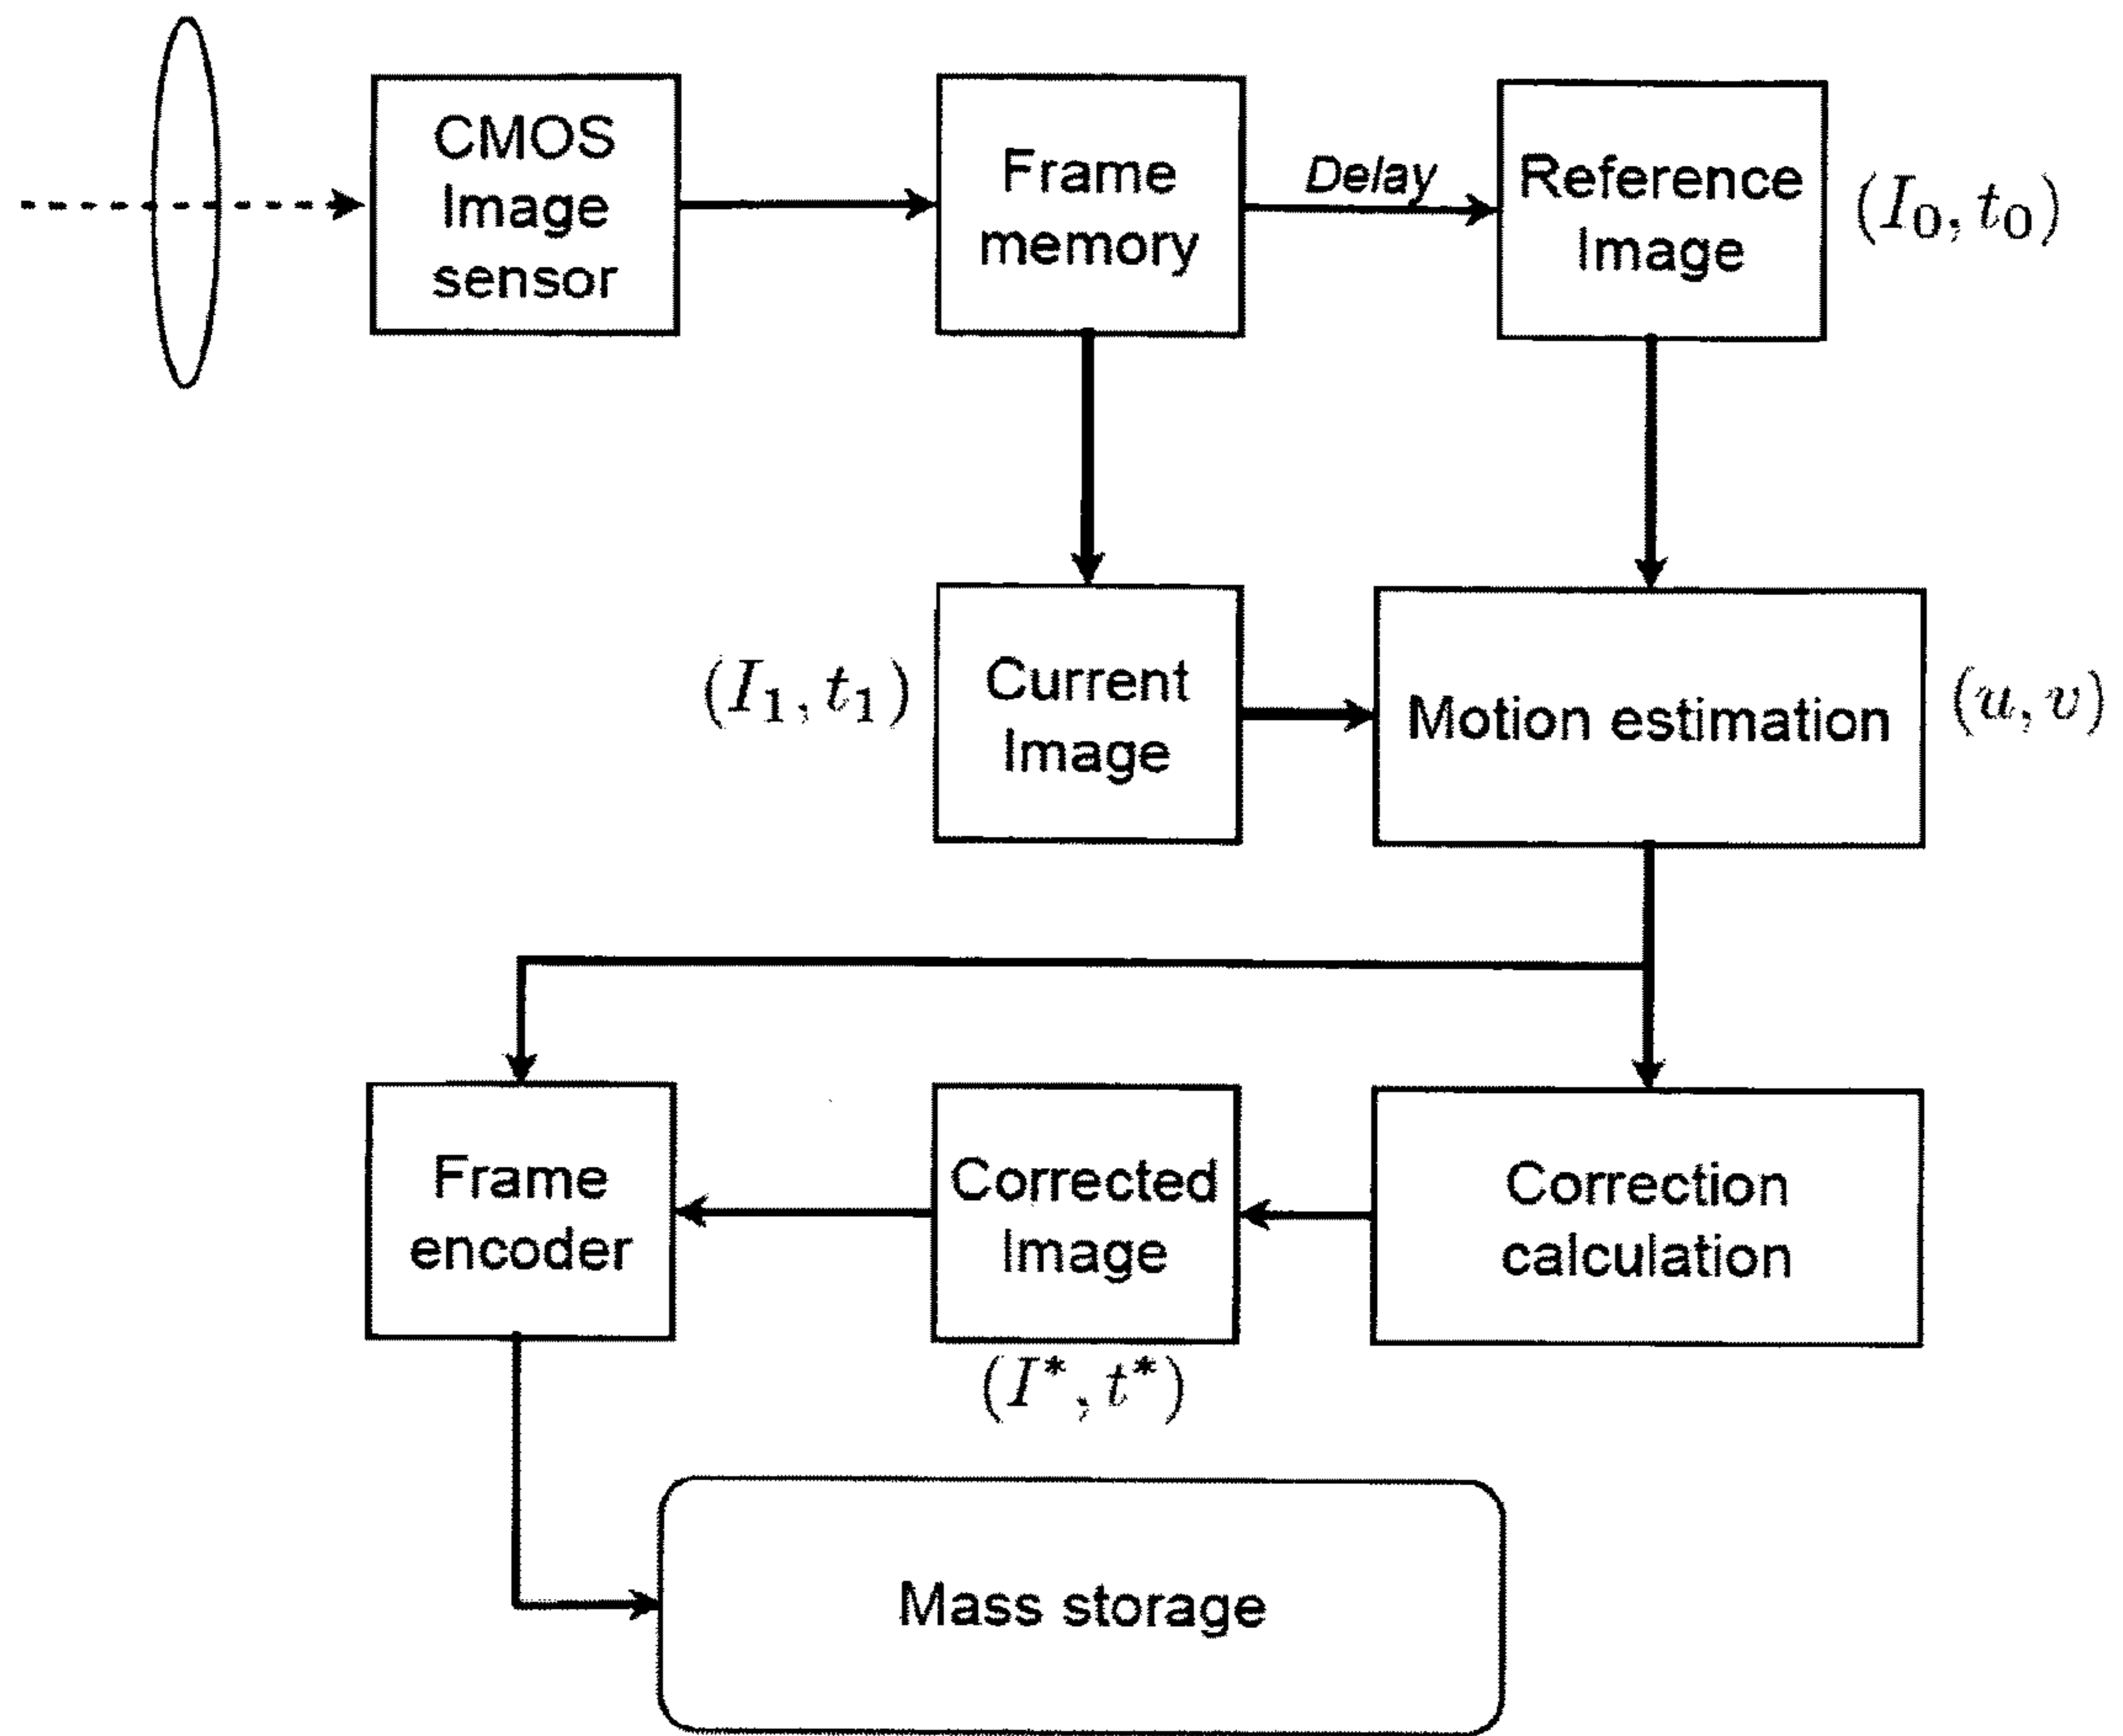 CMOS
Image
sensor
Frame
memory
Delay
Reference
Image
(I₀, t₀)
(I₁, t₁)
Current
Image
Motion estimation
(u, v)
Frame
encoder
Corrected
Image
(I*, t*)
Correction
calculation
Mass storage